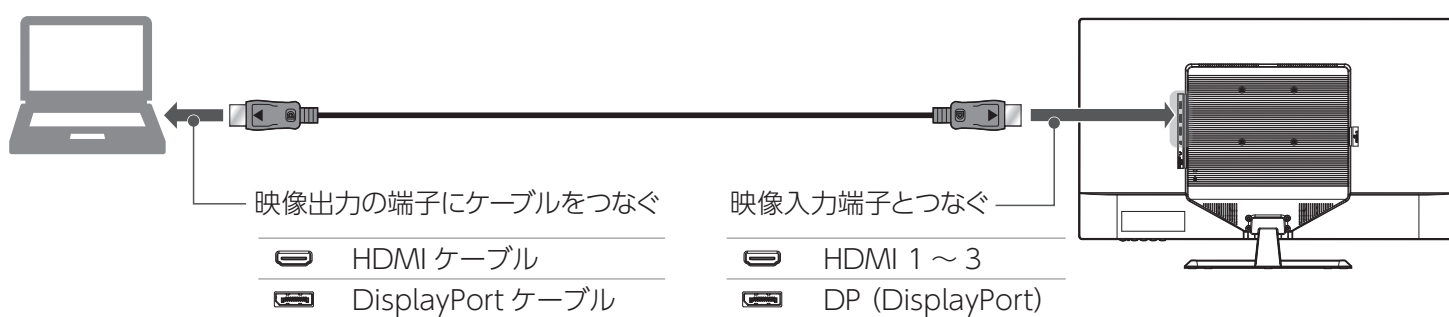 映像出力の端子にケーブルをつなぐ
HDMI ケーブル
DisplayPort ケーブル
映像入力端子とつなぐ
HDMI 1 ～ 3
DP (DisplayPort)